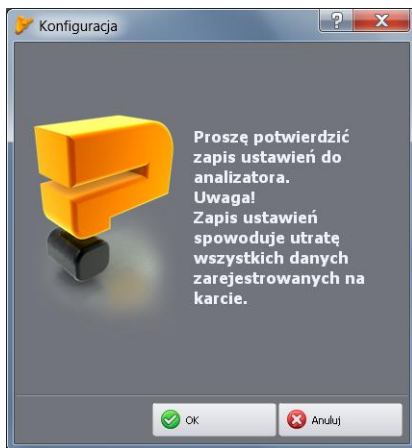 Konfiguracja
Proszę potwierdzić
zapis ustawień do
analizatora.
Uwaga!
Zapis ustawień
spowoduje utratę
wszystkich danych
zarejestrowanych na
karcie.
OK
Anuluj